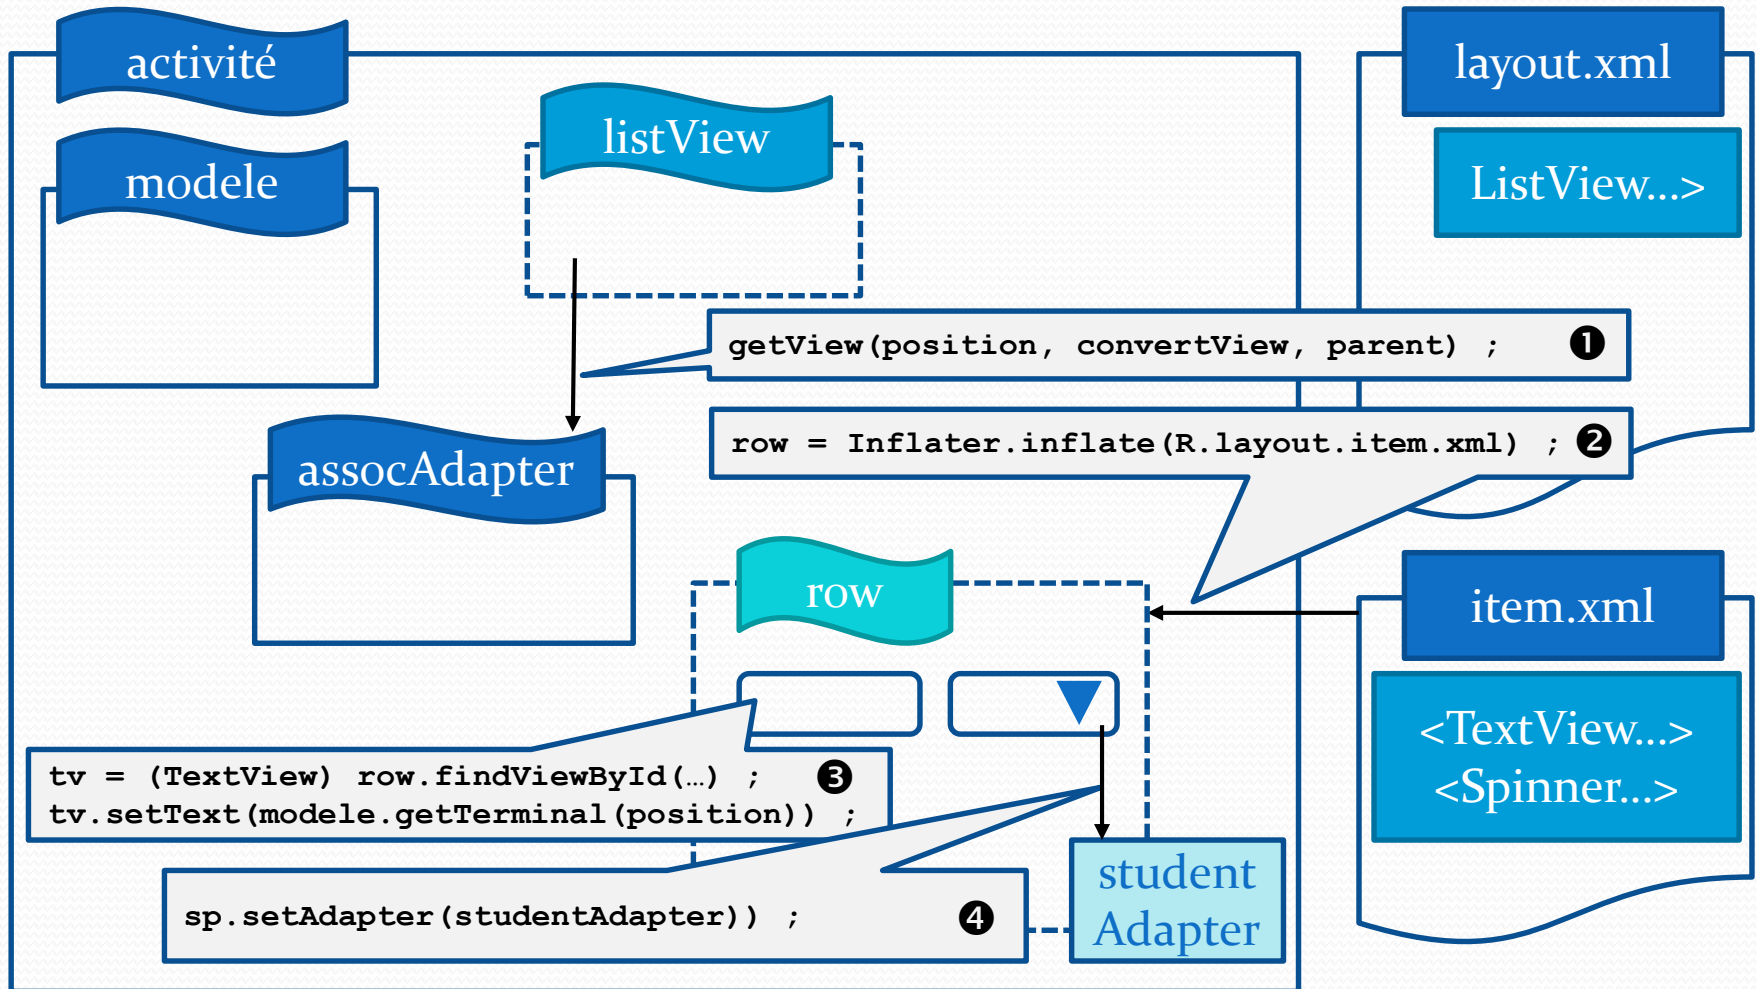 activité
modele
listView
layout.xml
ListView...>
getView(position, convertView, parent) ; ❶
row = Inflater.inflate(R.layout.item.xml) ; ❷
assocAdapter
row
item.xml
<TextView...>
<Spinner...>
tv = (TextView) row.findViewById(…) ; ❸
tv.setText(modele.getTerminal(position)) ;
sp.setAdapter(studentAdapter)) ; ❹
student
Adapter